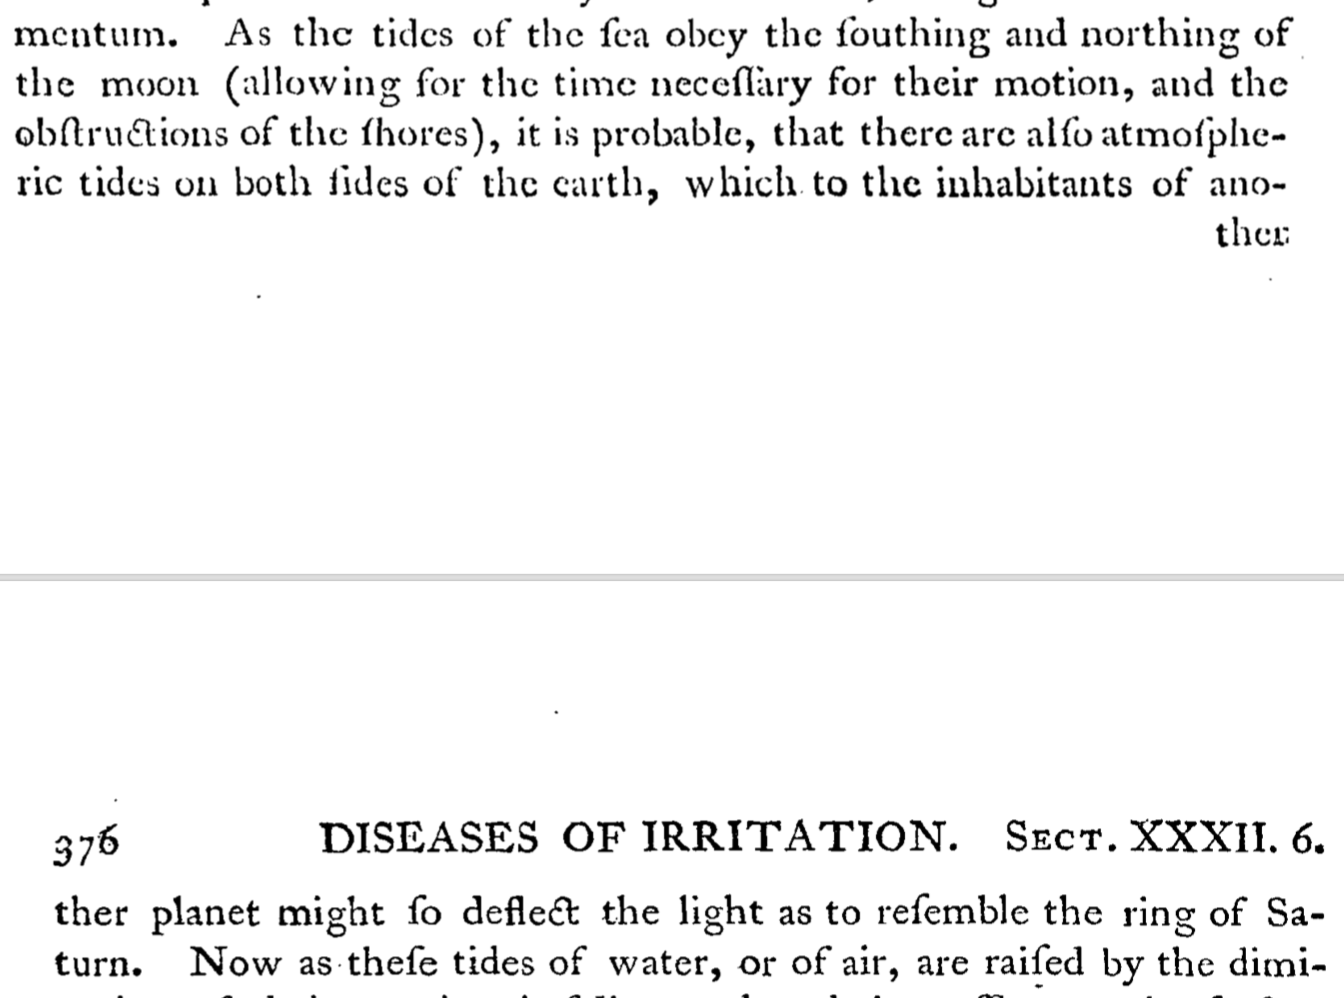 mentum. As the tides of the ſea obey the ſouthing and northing of
the moon (allowing for the time neceſſary for their motion, and the
obſtructions of the ſhores), it is probable, that there are alſo atmoſphe-
ric tides on both ſides of the earth, which to the inhabitants of ano-
ther
376 DISEASES OF IRRITATION. SECT. XXXII. 6.
ther planet might ſo deflect the light as to reſemble the ring of Sa-
turn. Now as theſe tides of water, or of air, are raiſed by the dimi-